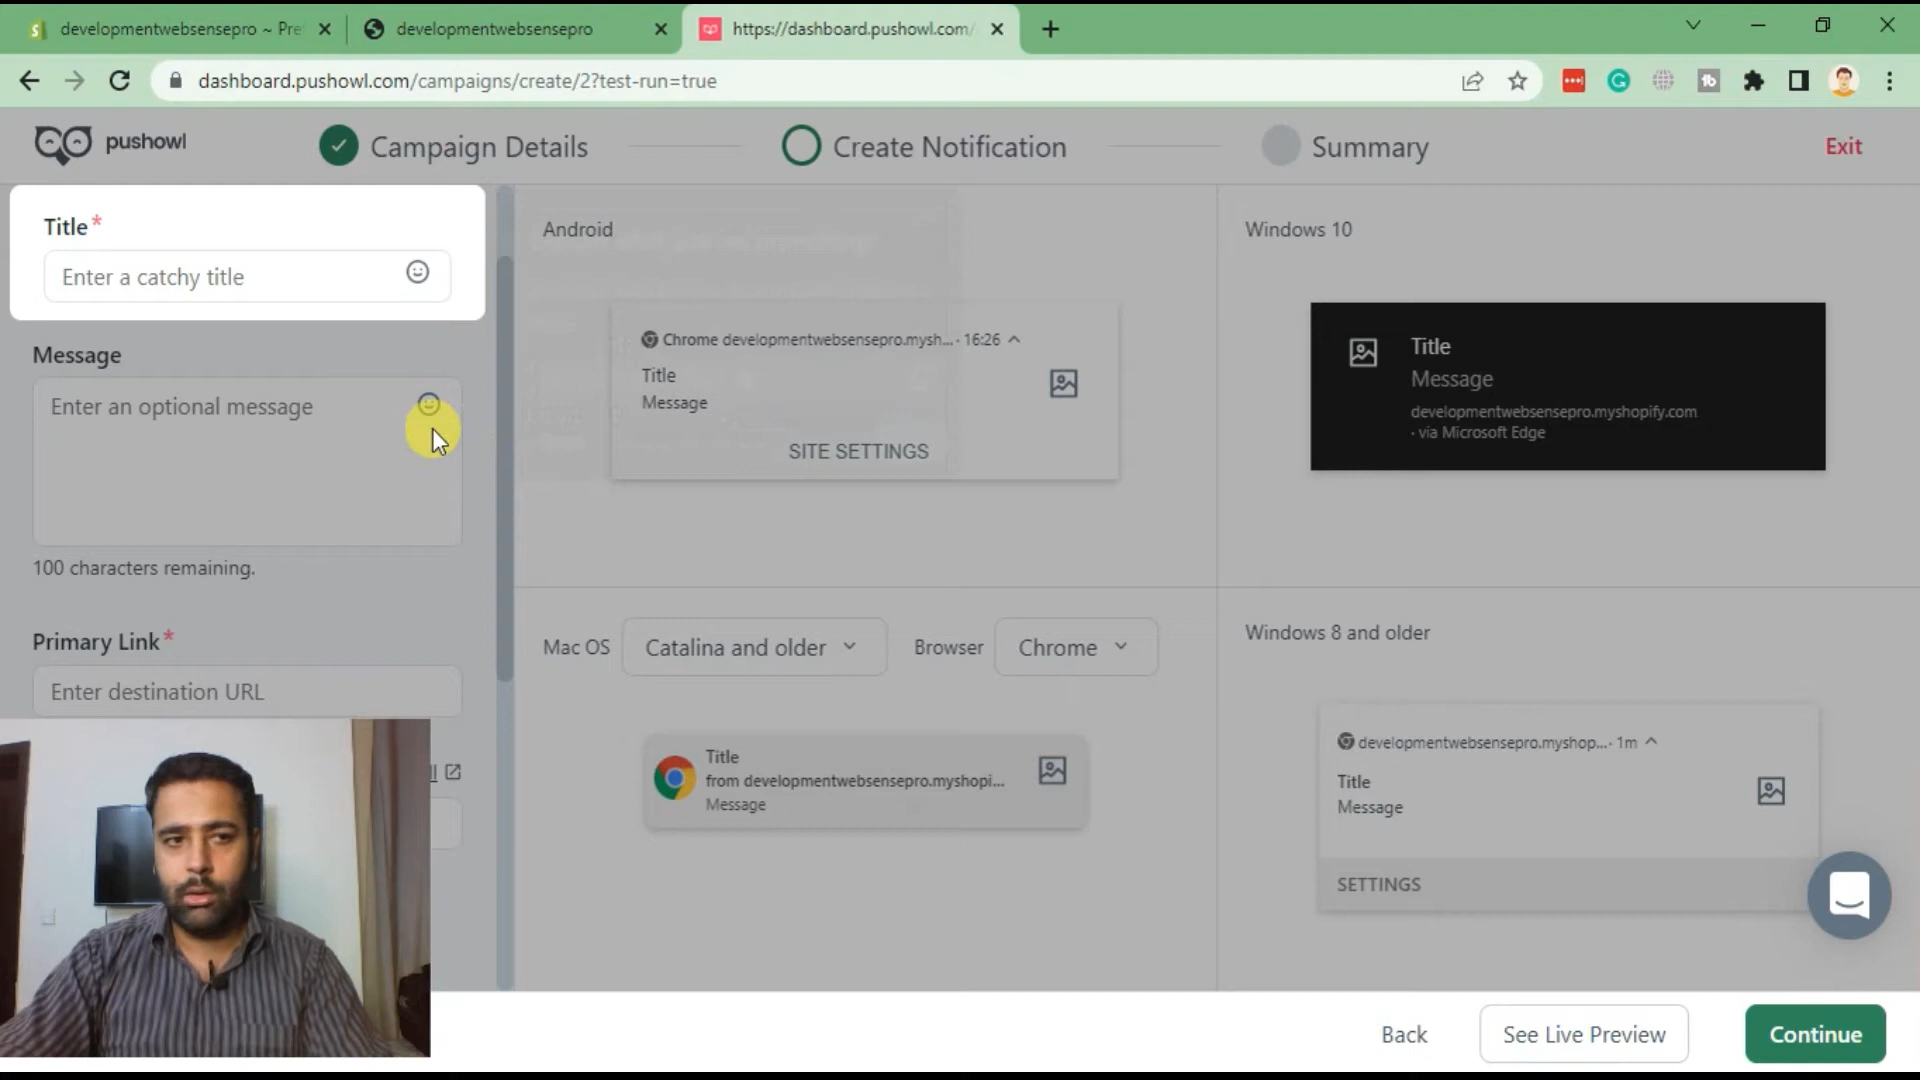 developmentwebsensepro ~ Pre
developmentwebsensepro
https://dashboard.pushowl.com/
dashboard.pushowl.com/campaigns/create/2?test-run=true
pushowl
Campaign Details
Create Notification
Summary
Exit
Title*
Enter a catchy title
Message
Enter an optional message
100 characters remaining.
Primary Link*
Enter destination URL
Android
Chrome developmentwebsensepro.mysh... · 16:26
Title
Message
SITE SETTINGS
Windows 10
Title
Message
developmentwebsensepro.myshopify.com
· via Microsoft Edge
Mac OS
Catalina and older
Browser
Chrome
Title
from developmentwebsensepro.myshopi...
Message
Windows 8 and older
developmentwebsensepro.myshop...· 1m
Title
Message
SETTINGS
Back
See Live Preview
Continue